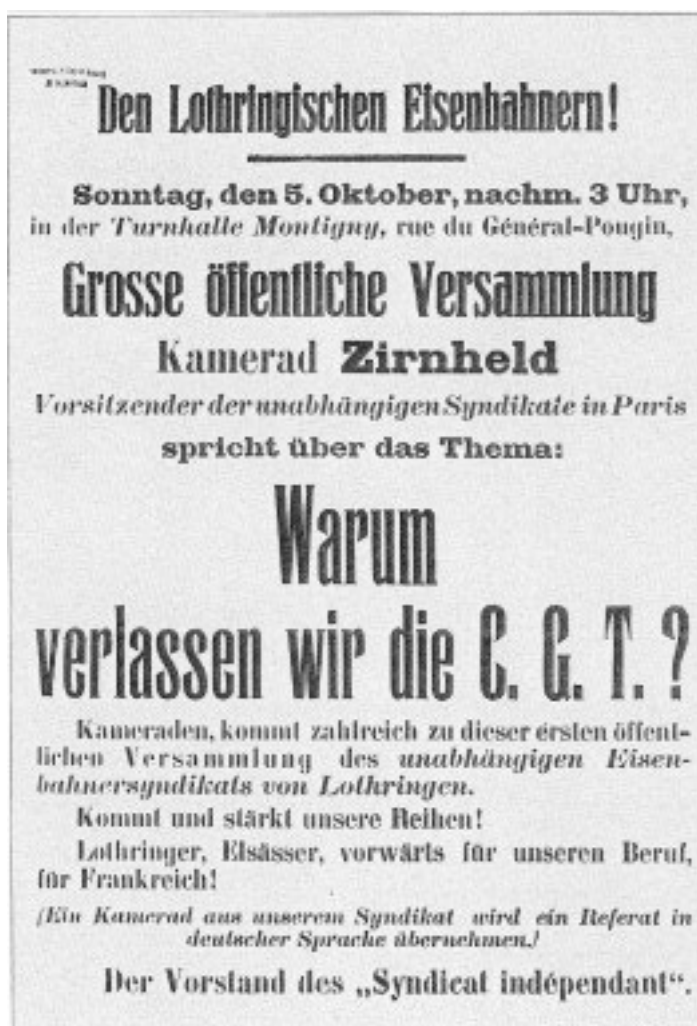 Den Lothringischen Eisenbahnern!
Sonntag, den 5. Oktober, nachm. 3 Uhr,
in der Turnhalle Montigny, rue du Général-Pougin,
Grosse öffentliche Versammlung
Kamerad Zirnheld
Vorsitzender der unabhängigen Syndikate in Paris
spricht über das Thema:
Warum
verlassen wir die C. G. T. ?
Kameraden, kommt zahlreich zu dieser ersten öffent-
lichen Versammlung des unabhängigen Eisen-
bahnersyndikats von Lothringen.
Kommt und stärkt unsere Reihen!
Lothringer, Elsässer, vorwärts für unseren Beruf,
für Frankreich!
(Ein Kamerad aus unserem Syndikat wird ein Referat in
deutscher Sprache übernehmen.)
Der Vorstand des „Syndicat indépendant“.